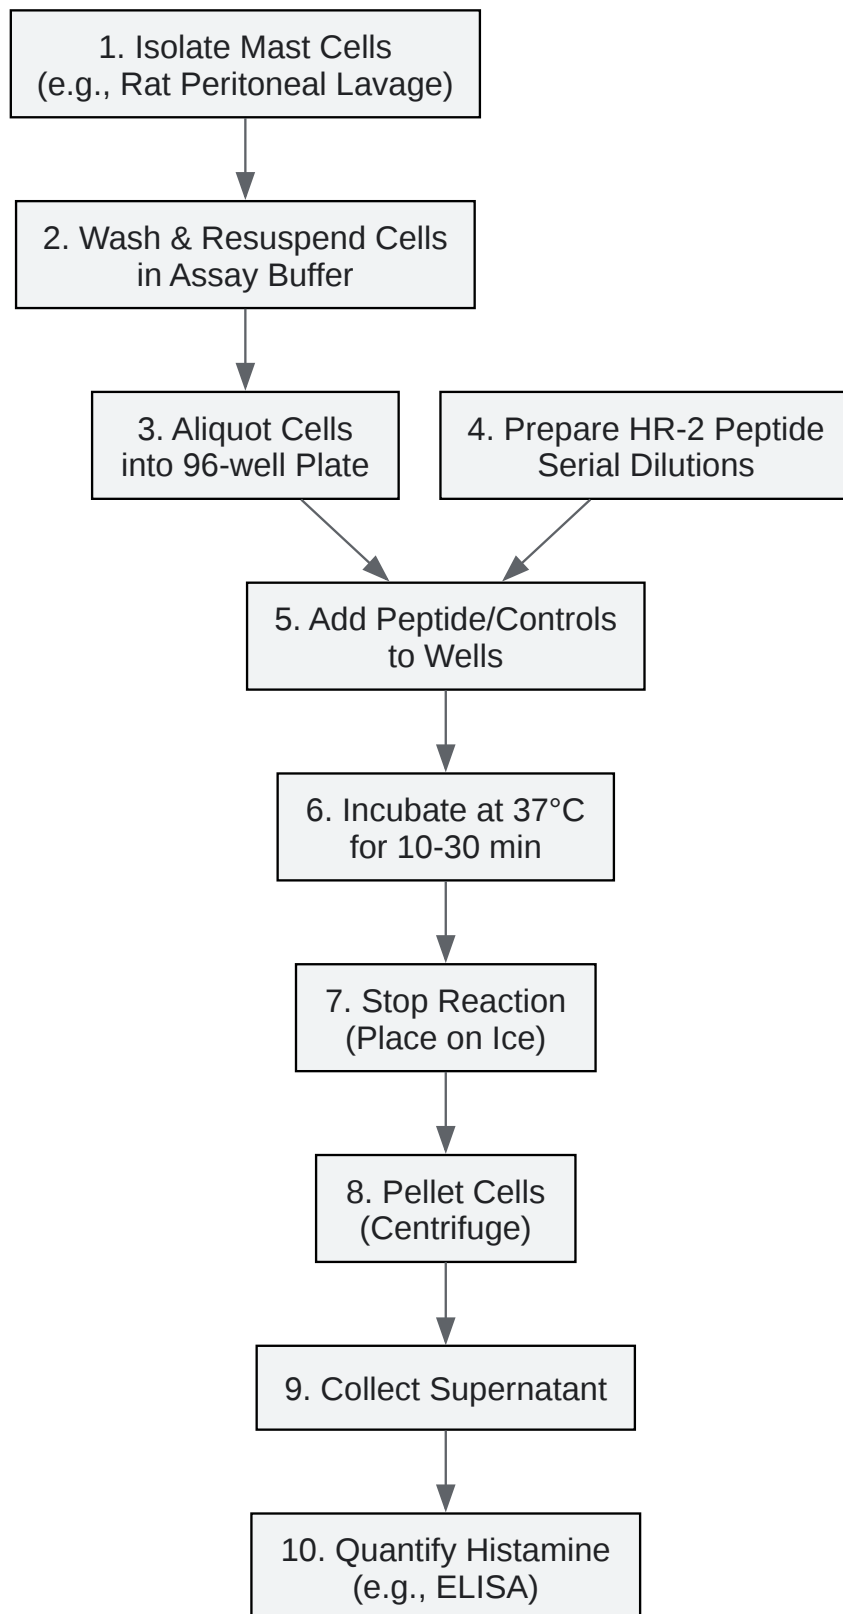 1. Isolate Mast Cells
(e.g., Rat Peritoneal Lavage)
2. Wash & Resuspend Cells
in Assay Buffer
3. Aliquot Cells
into 96-well Plate
4. Prepare HR-2 Peptide
Serial Dilutions
5. Add Peptide/Controls
to Wells
6. Incubate at 37°C
for 10-30 min
7. Stop Reaction
(Place on Ice)
8. Pellet Cells
(Centrifuge)
9. Collect Supernatant
10. Quantify Histamine
(e.g., ELISA)